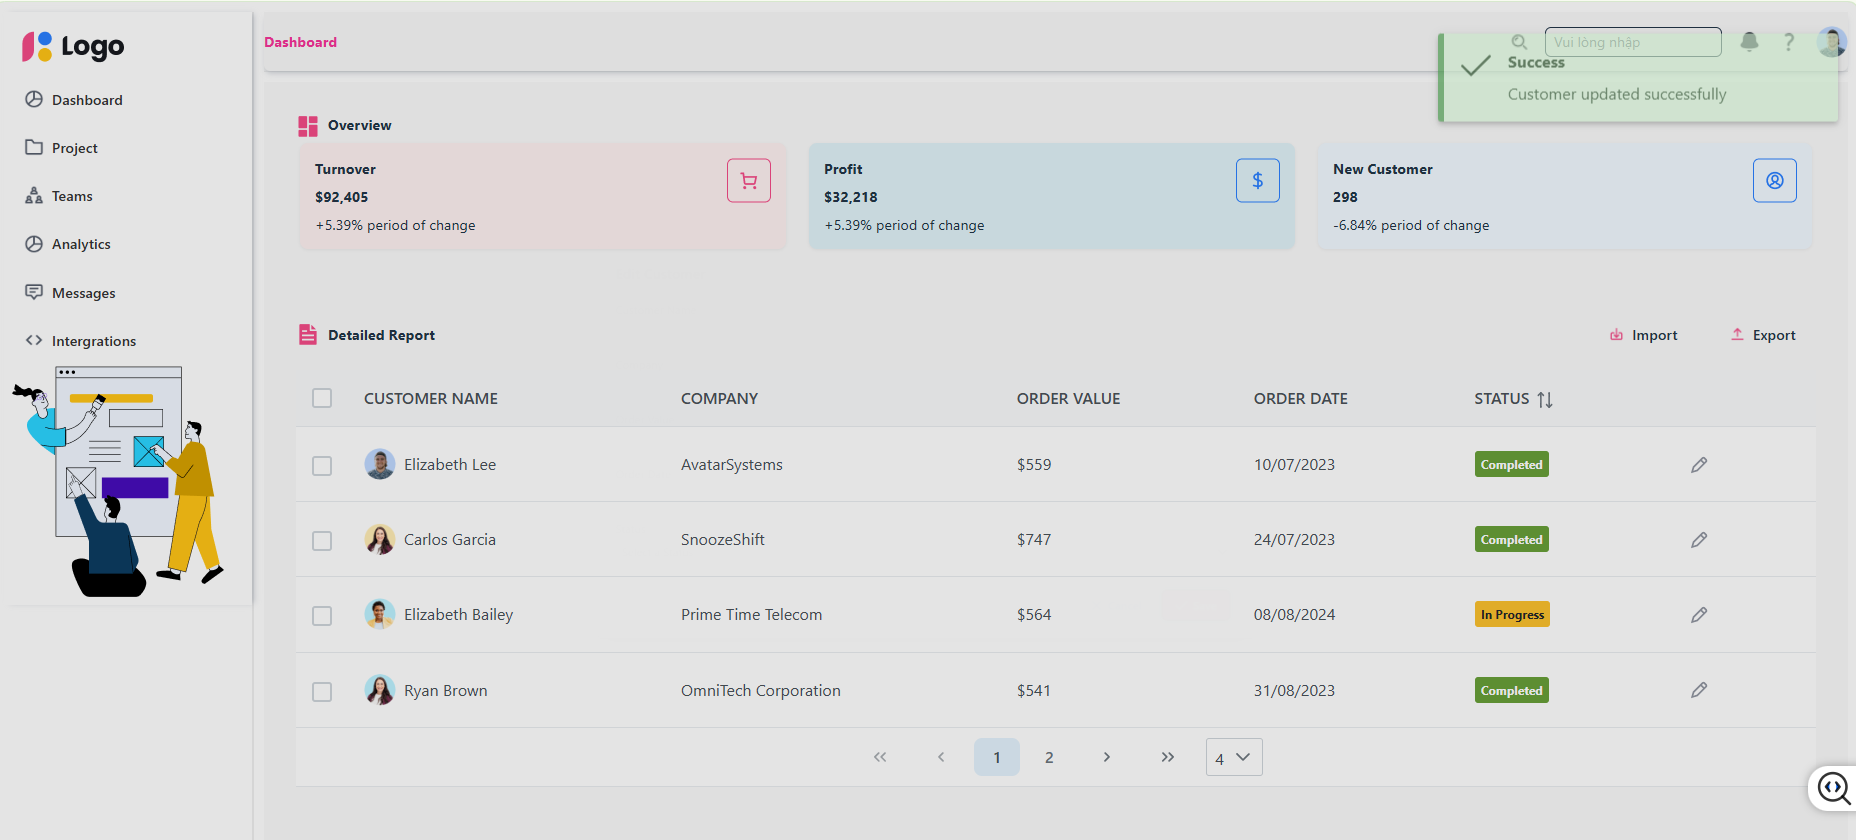 Logo
Dashboard
Project
Teams
Analytics
Messages
Intergrations
Dashboard
Vui lòng nhập
Success
Customer updated successfully
Overview
Turnover
$92,405
+5.39% period of change
Profit
$32,218
+5.39% period of change
New Customer
298
-6.84% period of change
Detailed Report
Import
Export
CUSTOMER NAME COMPANY ORDER VALUE ORDER DATE STATUS
Elizabeth Lee AvatarSystems $559 10/07/2023 Completed
Carlos Garcia SnoozeShift $747 24/07/2023 Completed
Elizabeth Bailey Prime Time Telecom $564 08/08/2024 In Progress
Ryan Brown OmniTech Corporation $541 31/08/2023 Completed
1 2 4